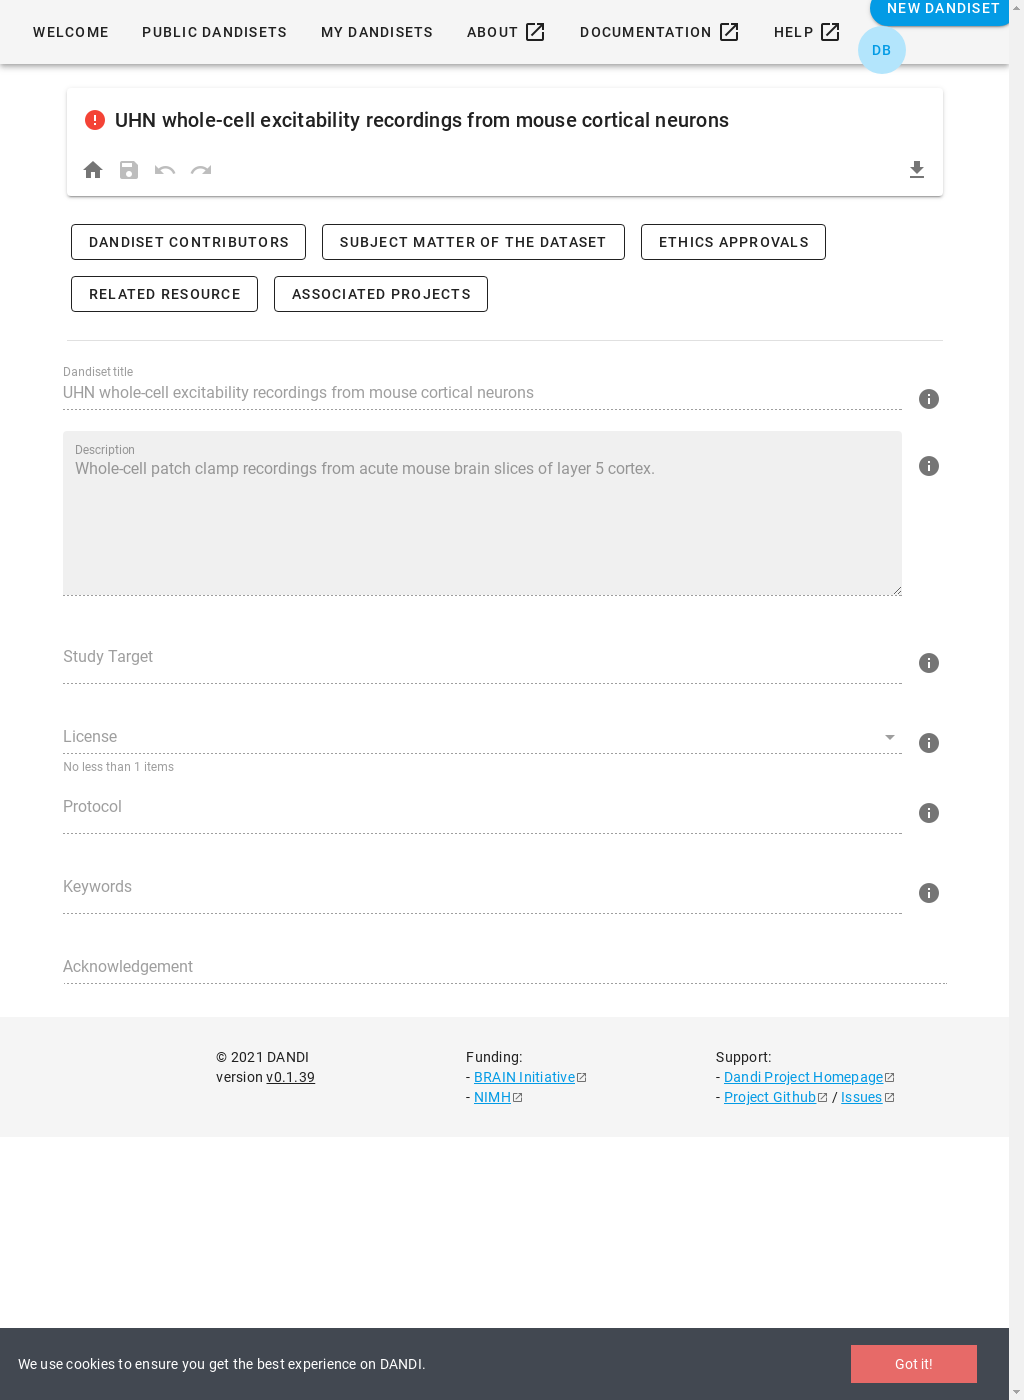 WELCOME
PUBLIC DANDISETS
MY DANDISETS
ABOUT
DOCUMENTATION
HELP
NEW DANDISET
DB
UHN whole-cell excitability recordings from mouse cortical neurons
DANDISET CONTRIBUTORS
SUBJECT MATTER OF THE DATASET
ETHICS APPROVALS
RELATED RESOURCE
ASSOCIATED PROJECTS
Dandiset title
UHN whole-cell excitability recordings from mouse cortical neurons
Description
Whole-cell patch clamp recordings from acute mouse brain slices of layer 5 cortex.
Study Target
License
No less than 1 items
Protocol
Keywords
Acknowledgement
© 2021 DANDI
version v0.1.39
Funding:
- BRAIN Initiative
- NIMH
Support:
- Dandi Project Homepage
- Project Github / Issues
We use cookies to ensure you get the best experience on DANDI.
Got it!